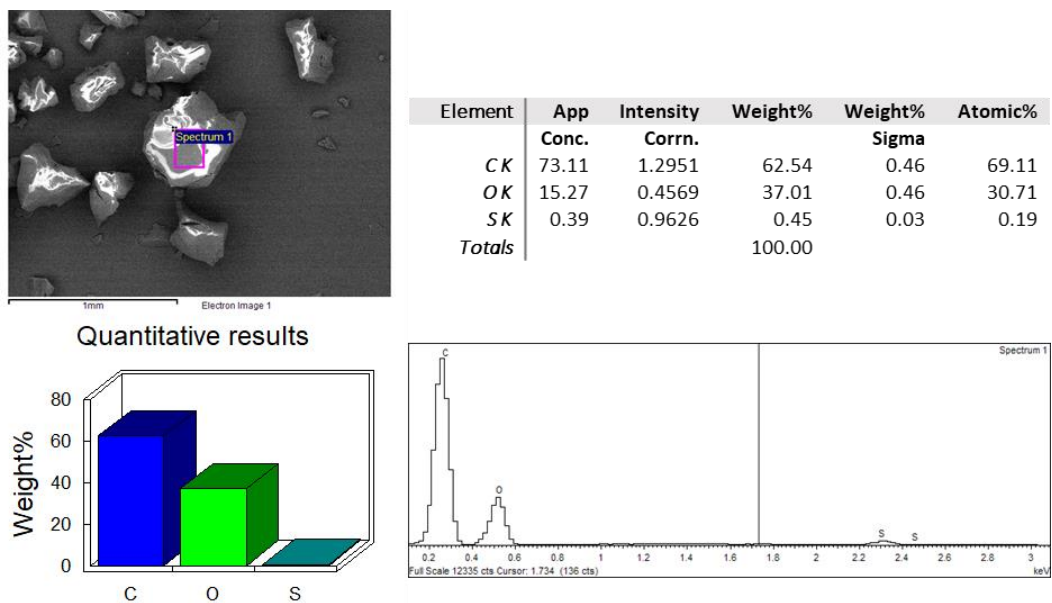 Spectrum 1
1mm
Electron Image 1
Element App Intensity Weight% Weight% Atomic%
Conc. Corrn. Sigma
C K 73.11 1.2951 62.54 0.46 69.11
O K 15.27 0.4569 37.01 0.46 30.71
S K 0.39 0.9626 0.45 0.03 0.19
Totals 100.00
Quantitative results
Weight%
80
60
40
20
0
C O S
Spectrum 1
C
O
S
S
0.2 0.4 0.6 0.8 1 1.2 1.4 1.6 1.8 2 2.2 2.4 2.6 2.8 3
Full Scale 12335 cts Cursor: 1.734 (136 cts) keV